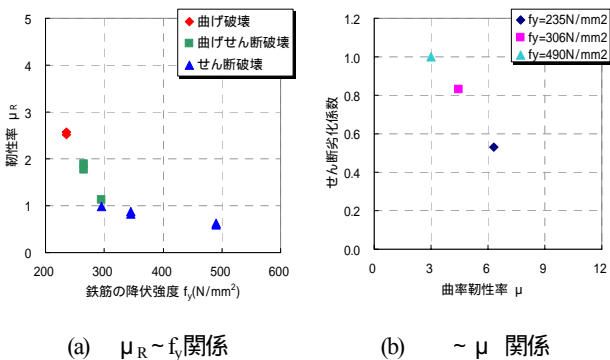 曲げ破壊
曲げせん断破壊
せん断破壊
靭性率 μR
5
4
3
2
1
0
200 300 400 500 600
鉄筋の降伏強度 fy(N/mm2)
(a) μR~fy関係
fy=235N/mm2
fy=306N/mm2
fy=490N/mm2
せん断劣化係数
1.2
1.0
0.8
0.6
0.4
0.2
0.0
0 3 6 9 12
曲率靭性率 μ
(b) ~μ 関係